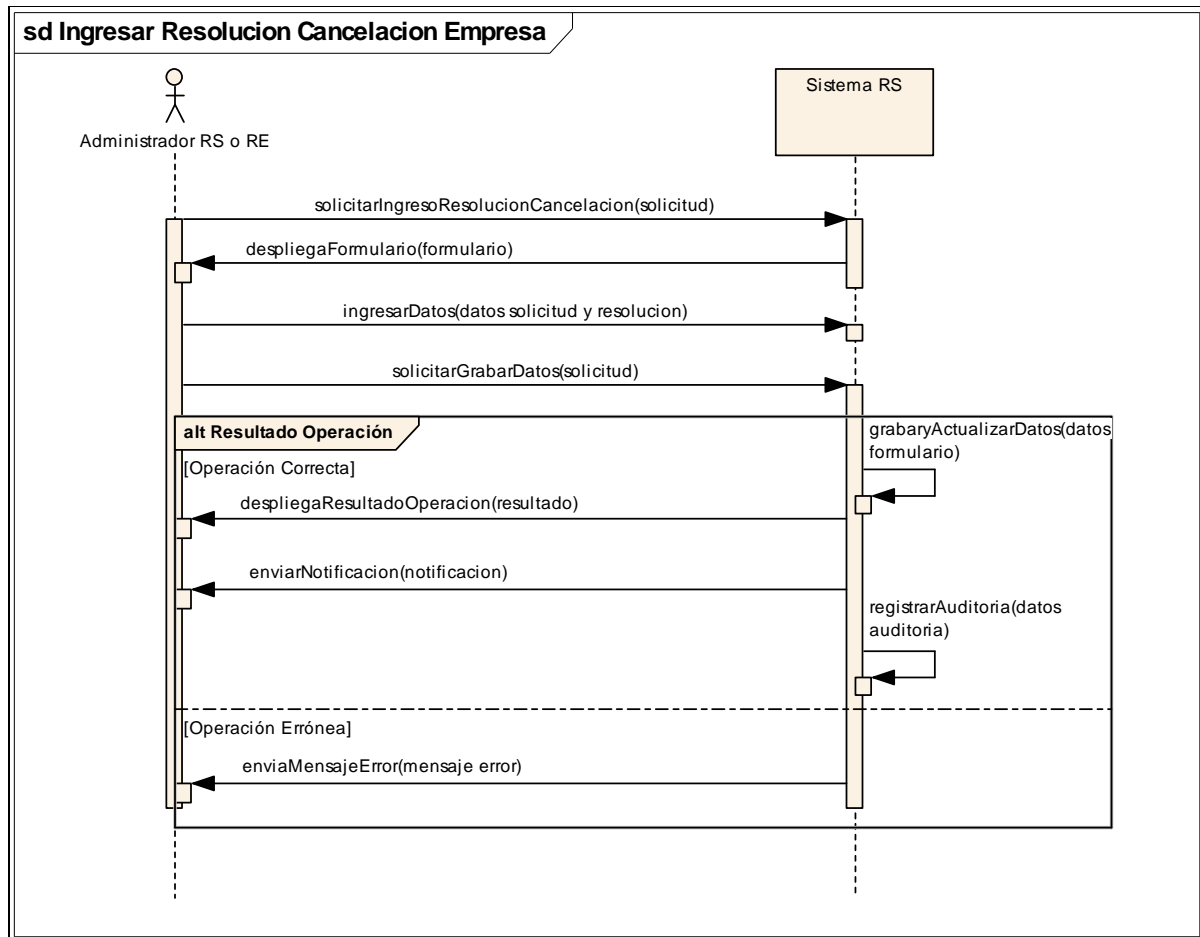 sd Ingresar Resolucion Cancelacion Empresa
Administrador RS o RE
Sistema RS
solicitarIngresoResolucionCancelacion(solicitud)
despliegaFormulario(formulario)
ingresarDatos(datos solicitud y resolucion)
solicitarGrabarDatos(solicitud)
alt Resultado Operación
grabaryActualizarDatos(datos
formulario)
[Operación Correcta]
despliegaResultadoOperacion(resultado)
enviarNotificacion(notificacion)
registrarAuditoria(datos
auditoria)
[Operación Errónea]
enviaMensajeError(mensaje error)